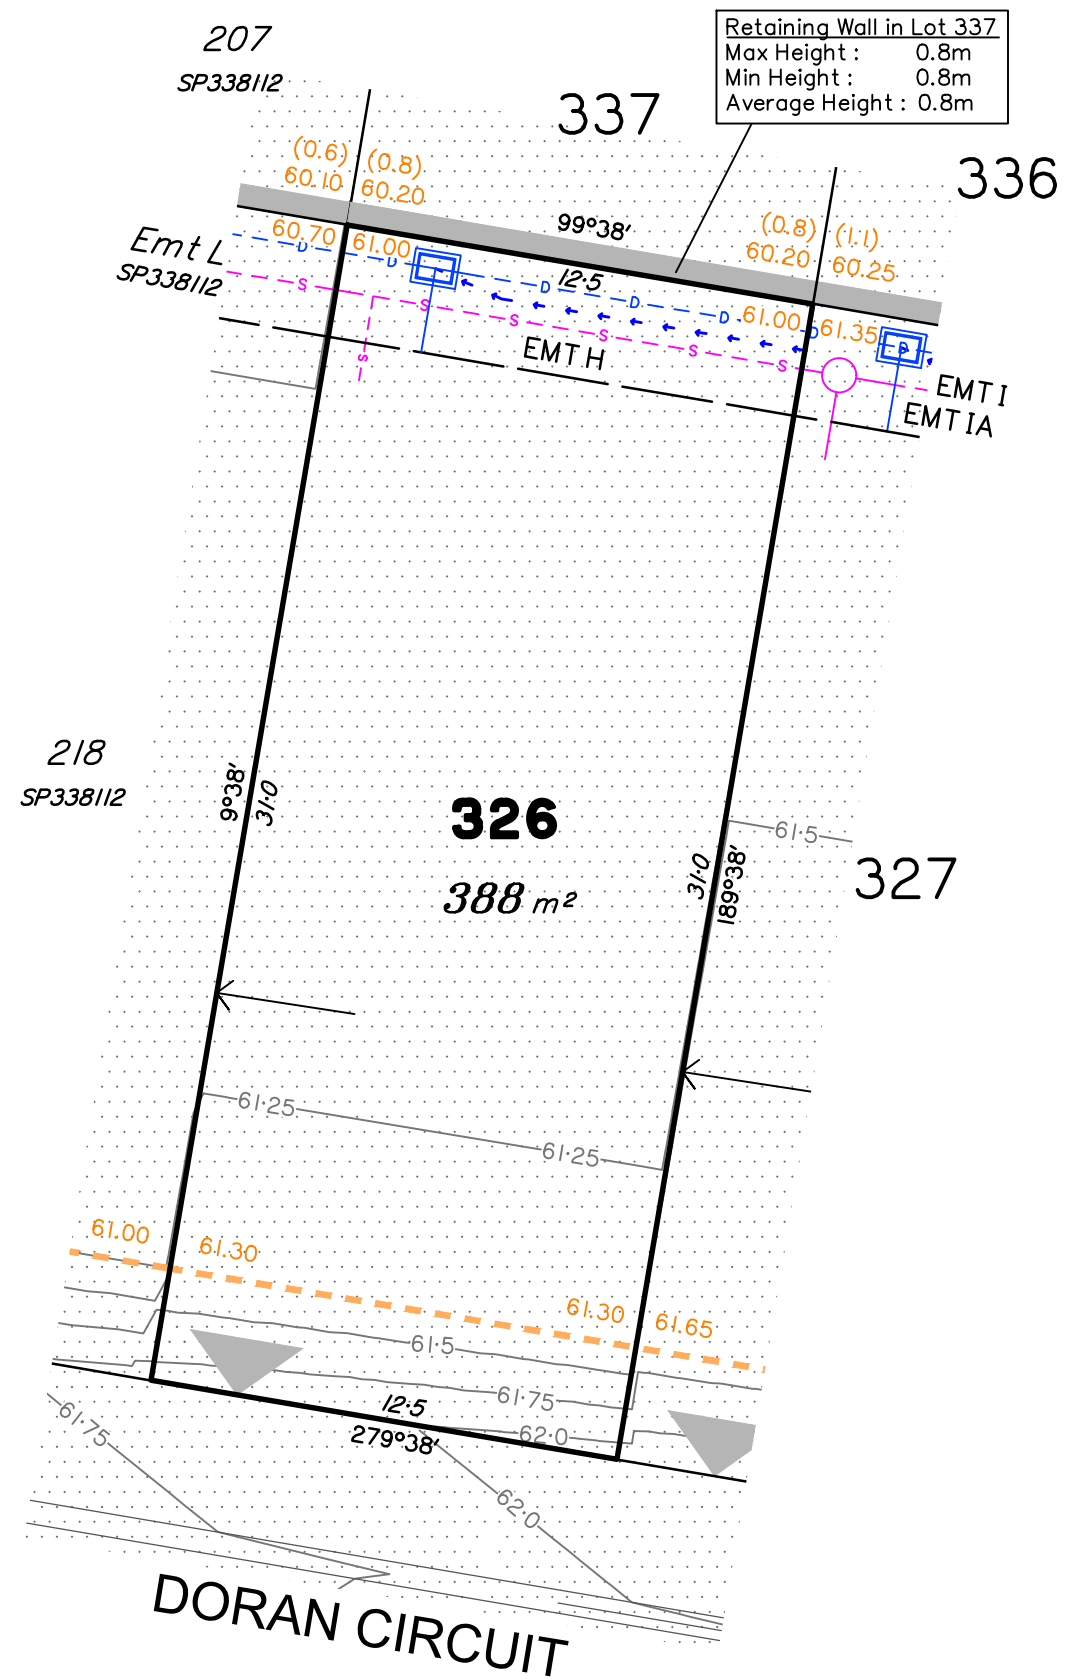 207
SP338112
337
Retaining Wall in Lot 337
Max Height : 0.8m
Min Height : 0.8m
Average Height : 0.8m
336
(0.6) (0.8)
60.10 60.20
99°38'
(0.8) (1.1)
60.20 60.25
Emt L
SP338112
60.70 61.00
D
D
12·5
D
D
D
61.00 61.35
D
D
S
S
S
S
S
S
S
EMT H
EMT I
EMT IA
218
SP338112
9°38'
31·0
326
388 m²
31·0
189°38'
61·5
327
61·25
61·25
61.00 61.30
61.30 61.65
61·5
61·75
62·0
12·5
279°38'
61·75
62·0
DORAN CIRCUIT